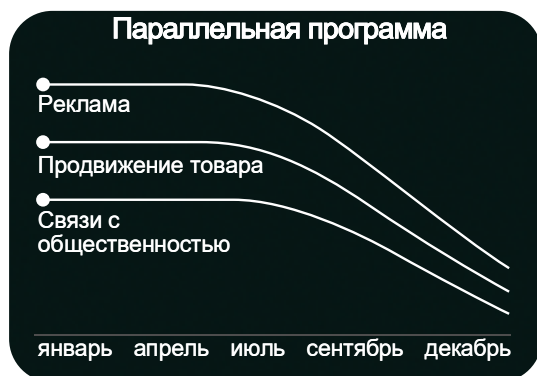 Параллельная программа
Реклама
Продвижение товара
Связи с
общественностью
январь апрель июль сентябрь декабрь